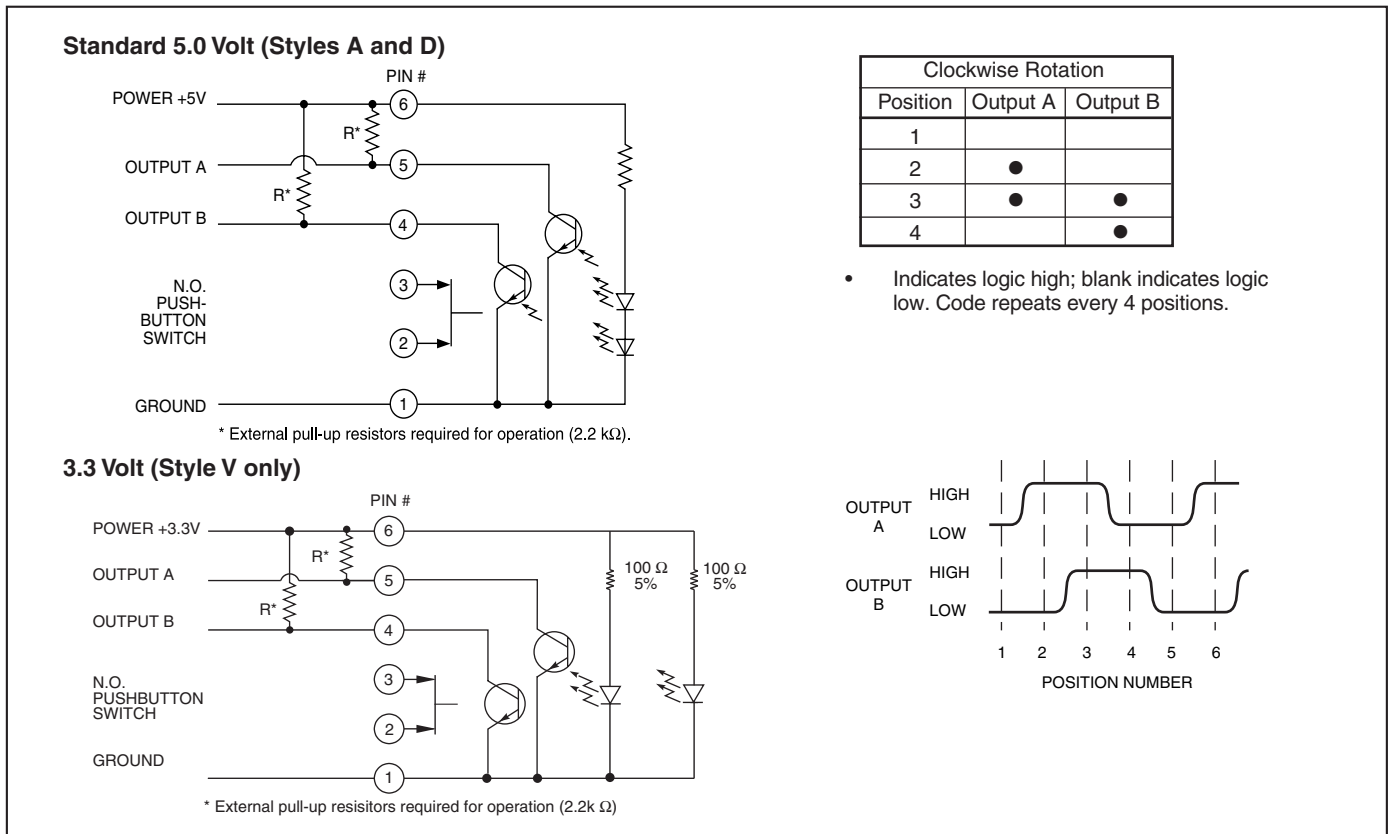 Standard 5.0 Volt (Styles A and D)
PIN #
POWER +5V
6
R*
OUTPUT A
5
R*
OUTPUT B
4
N.O.
PUSH-
BUTTON
SWITCH
3
2
GROUND
1
* External pull-up resistors required for operation (2.2 kΩ).
3.3 Volt (Style V only)
PIN #
POWER +3.3V
6
R*
100 Ω
5%
100 Ω
5%
OUTPUT A
5
R*
OUTPUT B
4
N.O.
PUSHBUTTON
SWITCH
3
2
GROUND
1
* External pull-up resisitors required for operation (2.2k Ω)
Clockwise Rotation
Position Output A Output B
1
2 ●
3 ● ●
4 ●
• Indicates logic high; blank indicates logic
low. Code repeats every 4 positions.
OUTPUT
A
HIGH
LOW
OUTPUT
B
HIGH
LOW
1 2 3 4 5 6
POSITION NUMBER